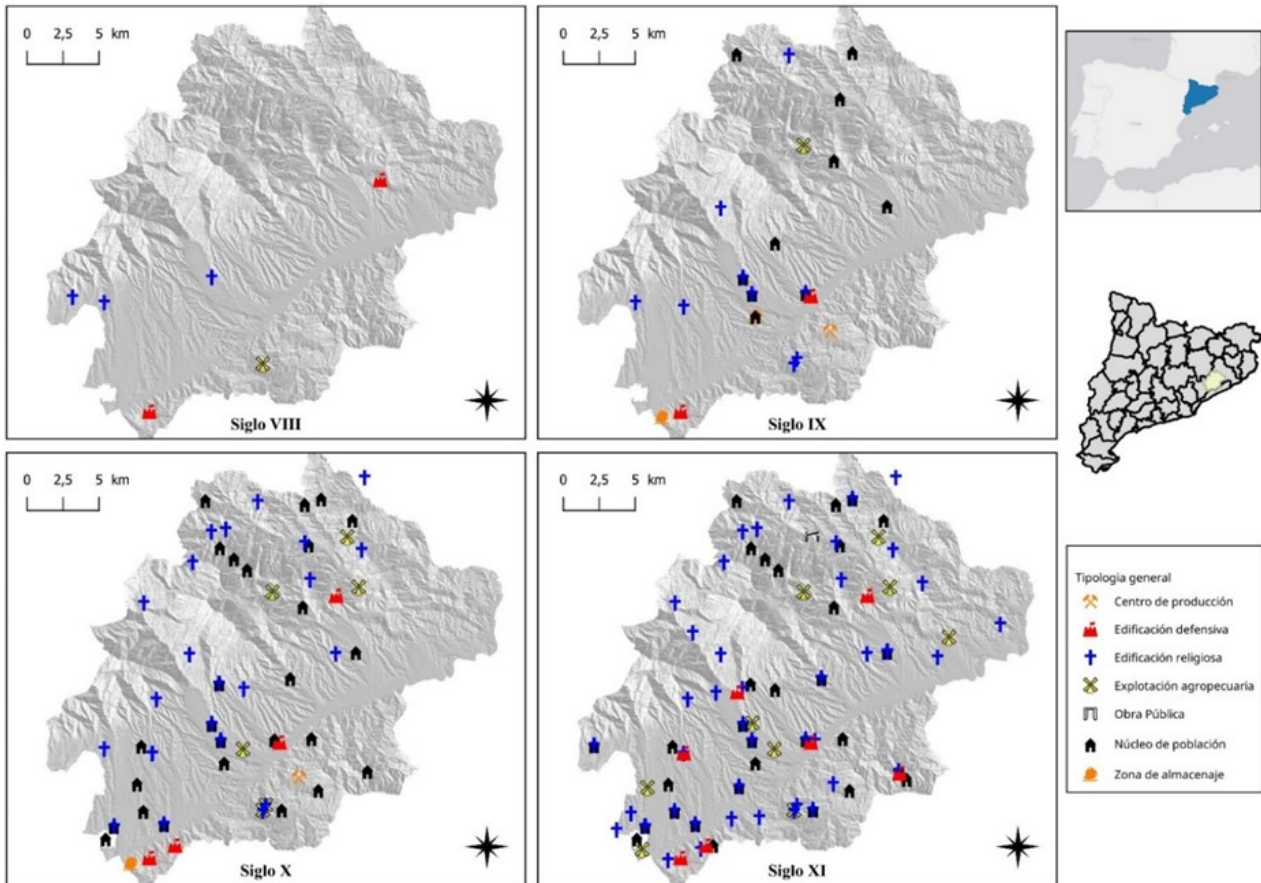 0 2,5 5 km
Siglo VIII
0 2,5 5 km
Siglo IX
0 2,5 5 km
Siglo X
0 2,5 5 km
Siglo XI
Tipologia general
Centro de producción
Edificación defensiva
Edificación religiosa
Explotación agropecuaria
Obra Pública
Núcleo de población
Zona de almacenaje